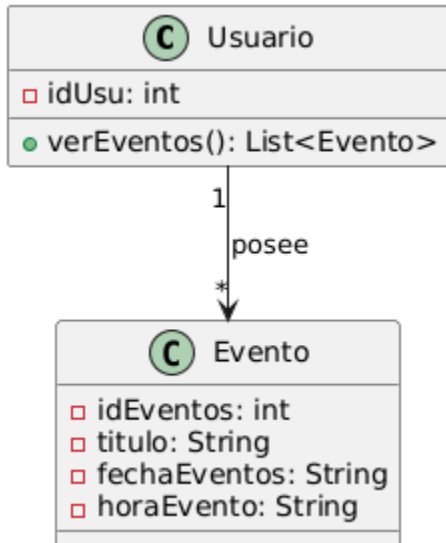 C Usuario
idUsu: int
verEventos(): List<Evento>
1
posee
*
C Evento
idEventos: int
titulo: String
fechaEventos: String
horaEvento: String